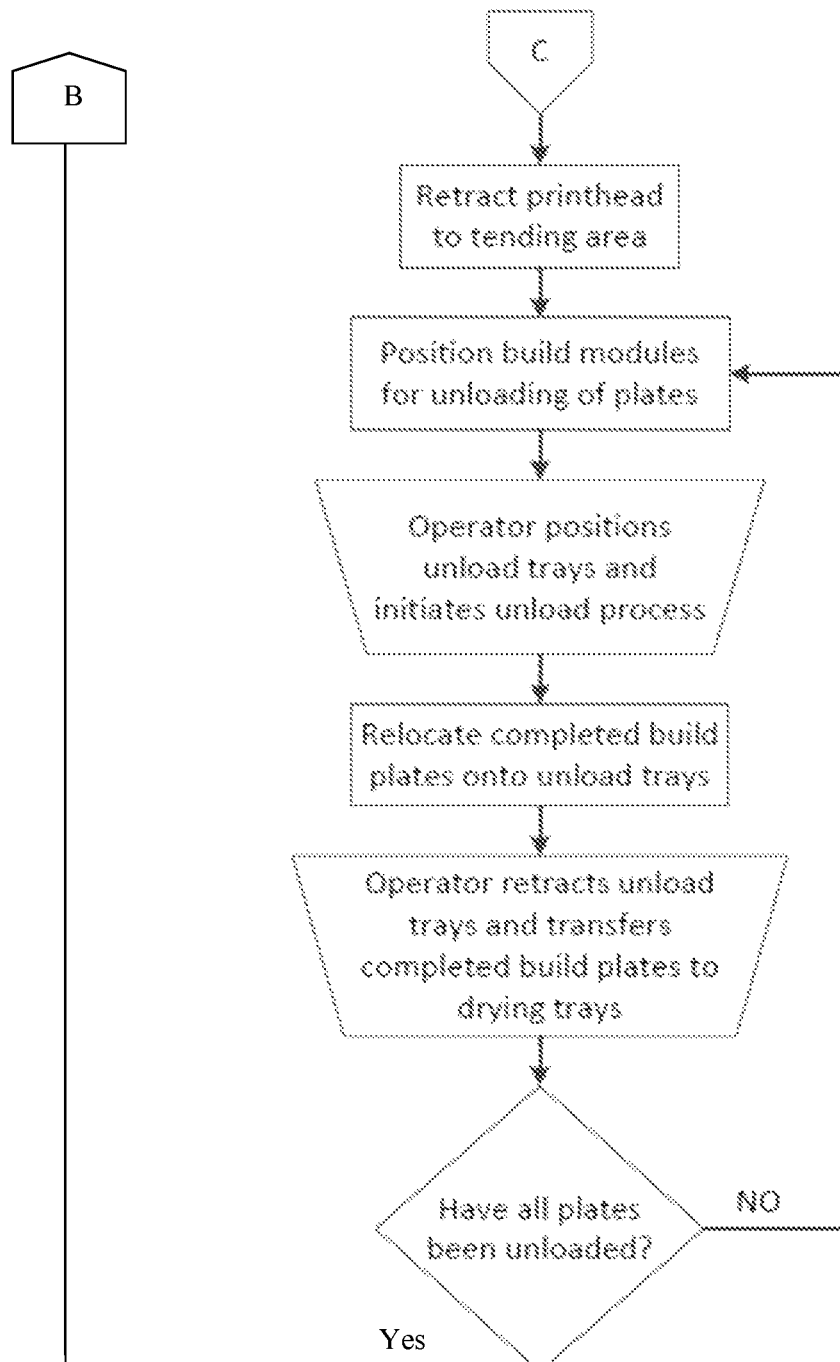 B
C
Retract printhead
to tending area
Position build modules
for unloading of plates
Operator positions
unload trays and
initiates unload process
Relocate completed build
plates onto unload trays
Operator retracts unload
trays and transfers
completed build plates to
drying trays
Have all plates
been unloaded?
NO
Yes